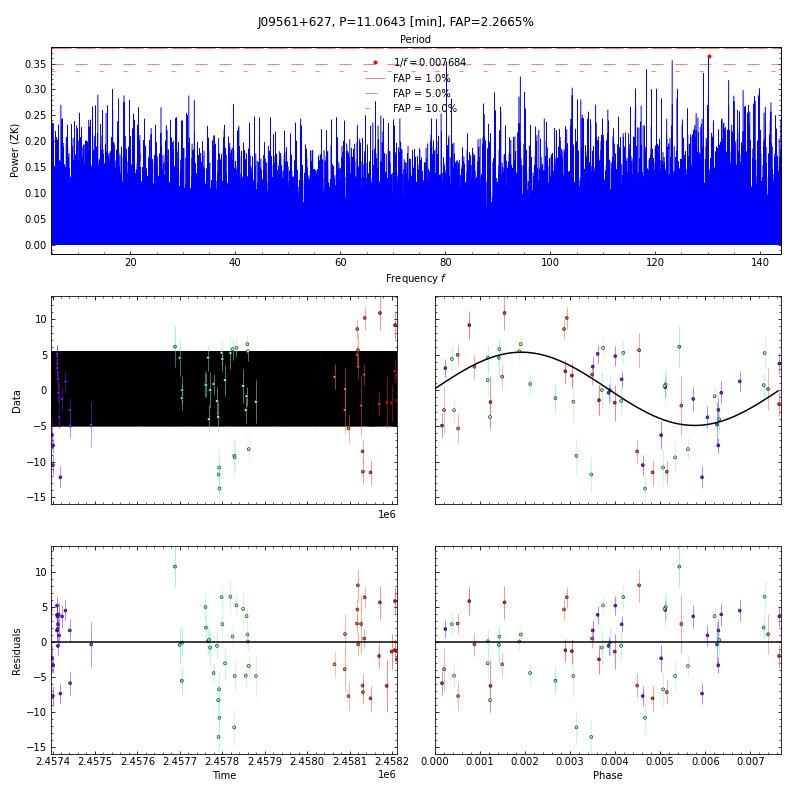 J09561+627, P=11.0643 [min], FAP=2.2665%
Period
1/f = 0.007684
FAP = 1.0%
FAP = 5.0%
FAP = 10.0%
Power (ZK)
0.35
0.30
0.25
0.20
0.15
0.10
0.05
0.00
20 40 60 80 100 120 140
Frequency f
Data
10
5
0
−5
−10
−15
1e6
Residuals
10
5
0
−5
−10
−15
2.4574 2.4575 2.4576 2.4577 2.4578 2.4579 2.4580 2.4581 2.4582
1e6
Time
0.000 0.001 0.002 0.003 0.004 0.005 0.006 0.007
Phase